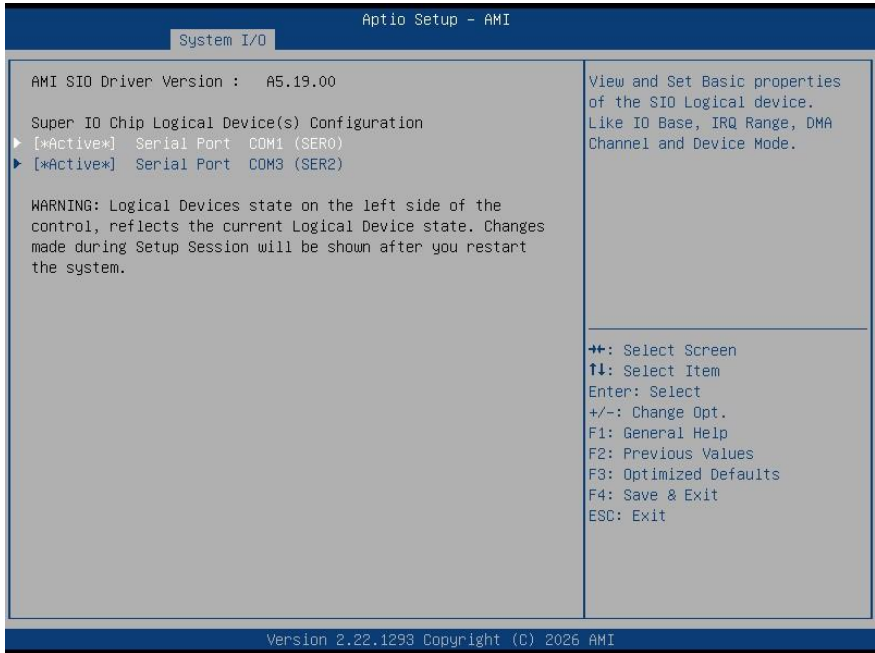 Aptio Setup – AMI
System I/O
AMI SIO Driver Version :   A5.19.00
Super IO Chip Logical Device(s) Configuration
[*Active*]  Serial Port  COM1 (SER0)
[*Active*]  Serial Port  COM3 (SER2)
WARNING: Logical Devices state on the left side of the
control, reflects the current Logical Device state. Changes
made during Setup Session will be shown after you restart
the system.
View and Set Basic properties
of the SIO Logical device.
Like IO Base, IRQ Range, DMA
Channel and Device Mode.
→←: Select Screen
↑↓: Select Item
Enter: Select
+/-: Change Opt.
F1: General Help
F2: Previous Values
F3: Optimized Defaults
F4: Save & Exit
ESC: Exit
Version 2.22.1293 Copyright (C) 2026 AMI